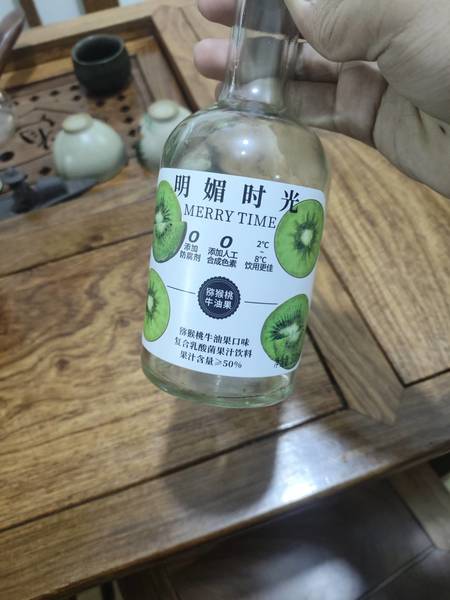 明媚时光
MERRY TIME
0
添加
防腐剂
0
添加人工
合成色素
2℃
~
8℃
饮用更佳
猕猴桃
牛油果
猕猴桃牛油果口味
复合乳酸菌果汁饮料
果汁含量≥50%